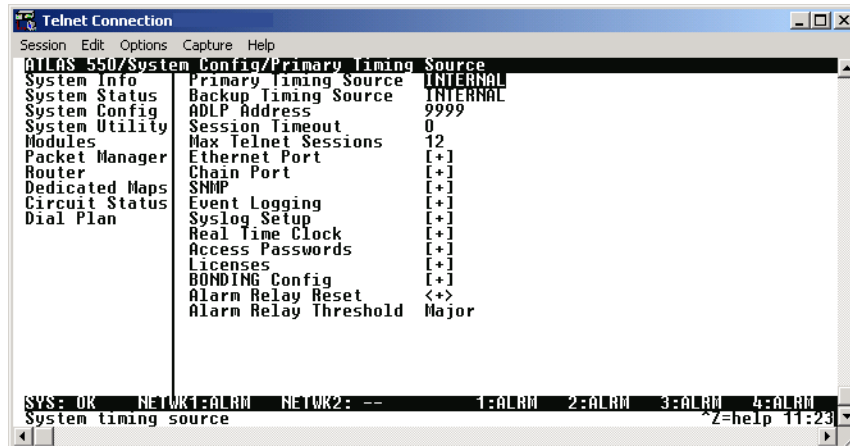 Telnet Connection
Session Edit Options Capture Help
ATLAS 550/System Config/Primary Timing Source
System Info Primary Timing Source INTERNAL
System Status Backup Timing Source INTERNAL
System Config ADLP Address 9999
System Utility Session Timeout 0
Modules Max Telnet Sessions 12
Packet Manager Ethernet Port [+]
Router Chain Port [+]
Dedicated Maps SNMP [+]
Circuit Status Event Logging [+]
Dial Plan Syslog Setup [+]
Real Time Clock [+]
Access Passwords [+]
Licenses [+]
BONDING Config [+]
Alarm Relay Reset <+>
Alarm Relay Threshold Major
SYS: OK NETWK1:ALRM NETWK2: -- 1:ALRM 2:ALRM 3:ALRM 4:ALRM
System timing source ^Z=help 11:23